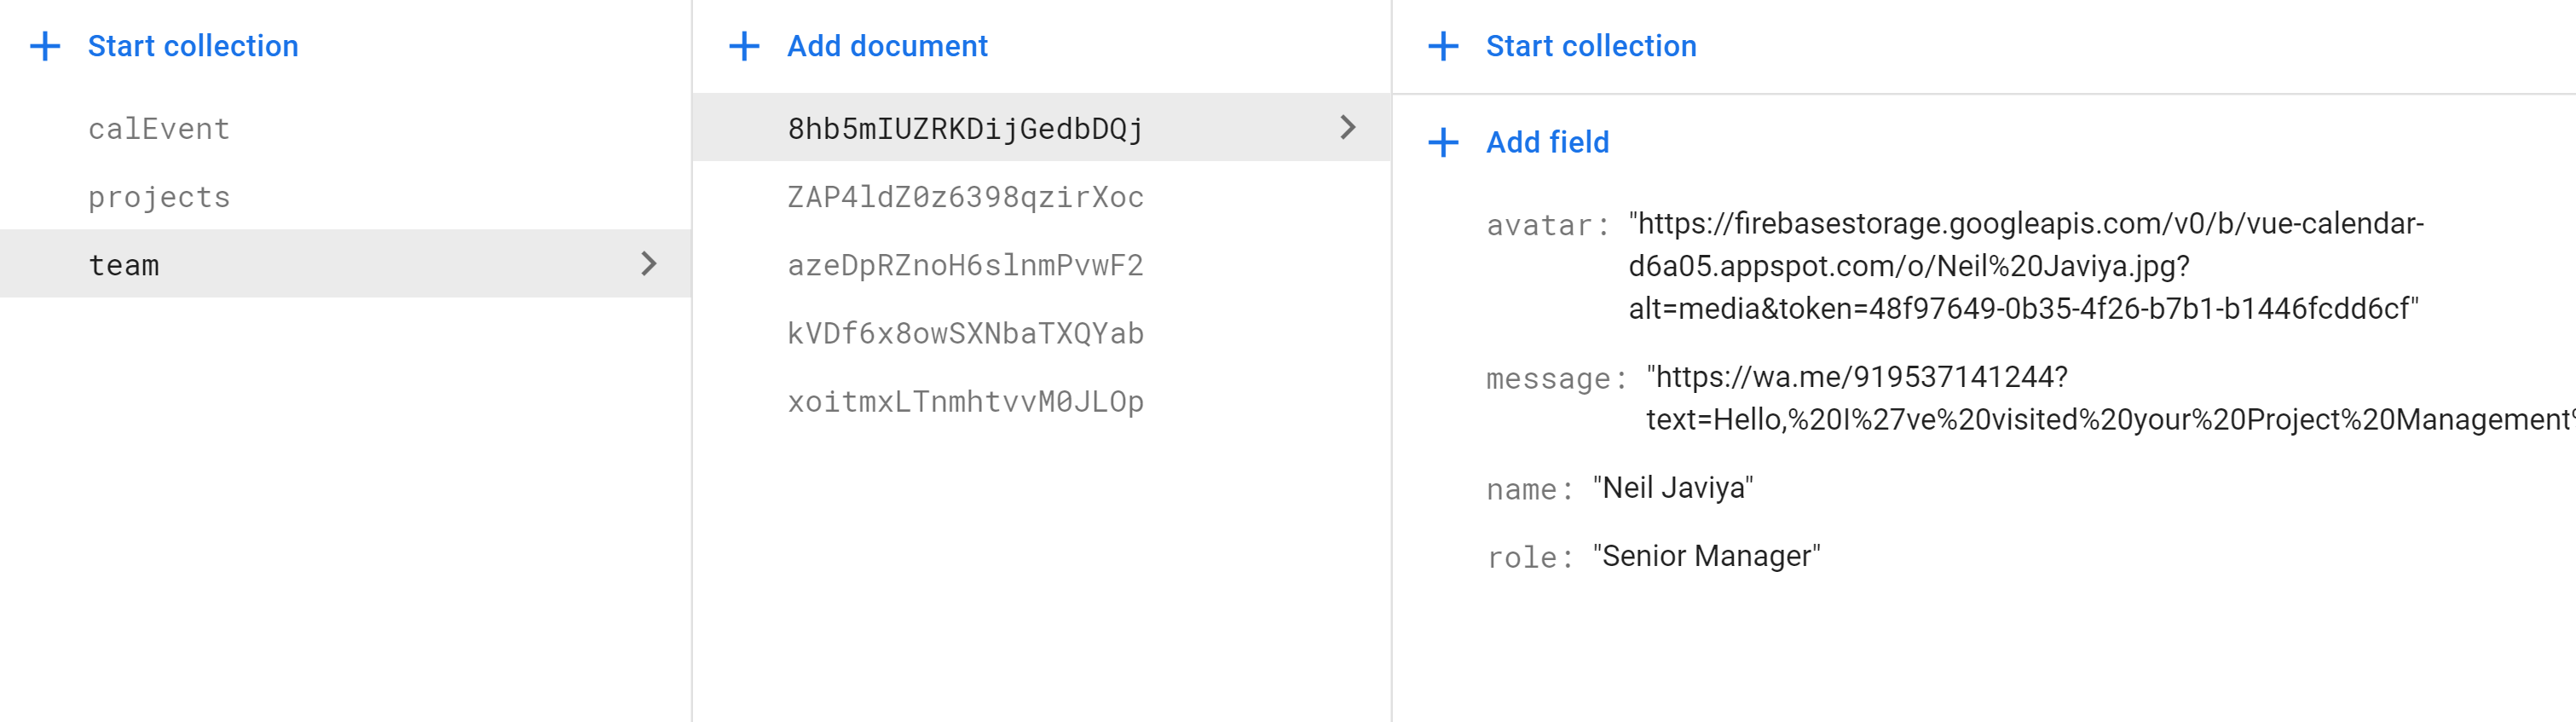 Start collection
calEvent
projects
team
Add document
8hb5mIUZRKDijGedbDQj
ZAP4ldZ0z6398qzirXoc
azeDpRZnoH6slnmPvwF2
kVDf6x8owSXNbaTXQYab
xoitmxLTnmhtvvM0JLOp
Start collection
Add field
avatar: "https://firebasestorage.googleapis.com/v0/b/vue-calendar-
d6a05.appspot.com/o/Neil%20Javiya.jpg?
alt=media&token=48f97649-0b35-4f26-b7b1-b1446fcdd6cf"
message: "https://wa.me/919537141244?
text=Hello,%20I%27ve%20visited%20your%20Project%20Management%
name: "Neil Javiya"
role: "Senior Manager"